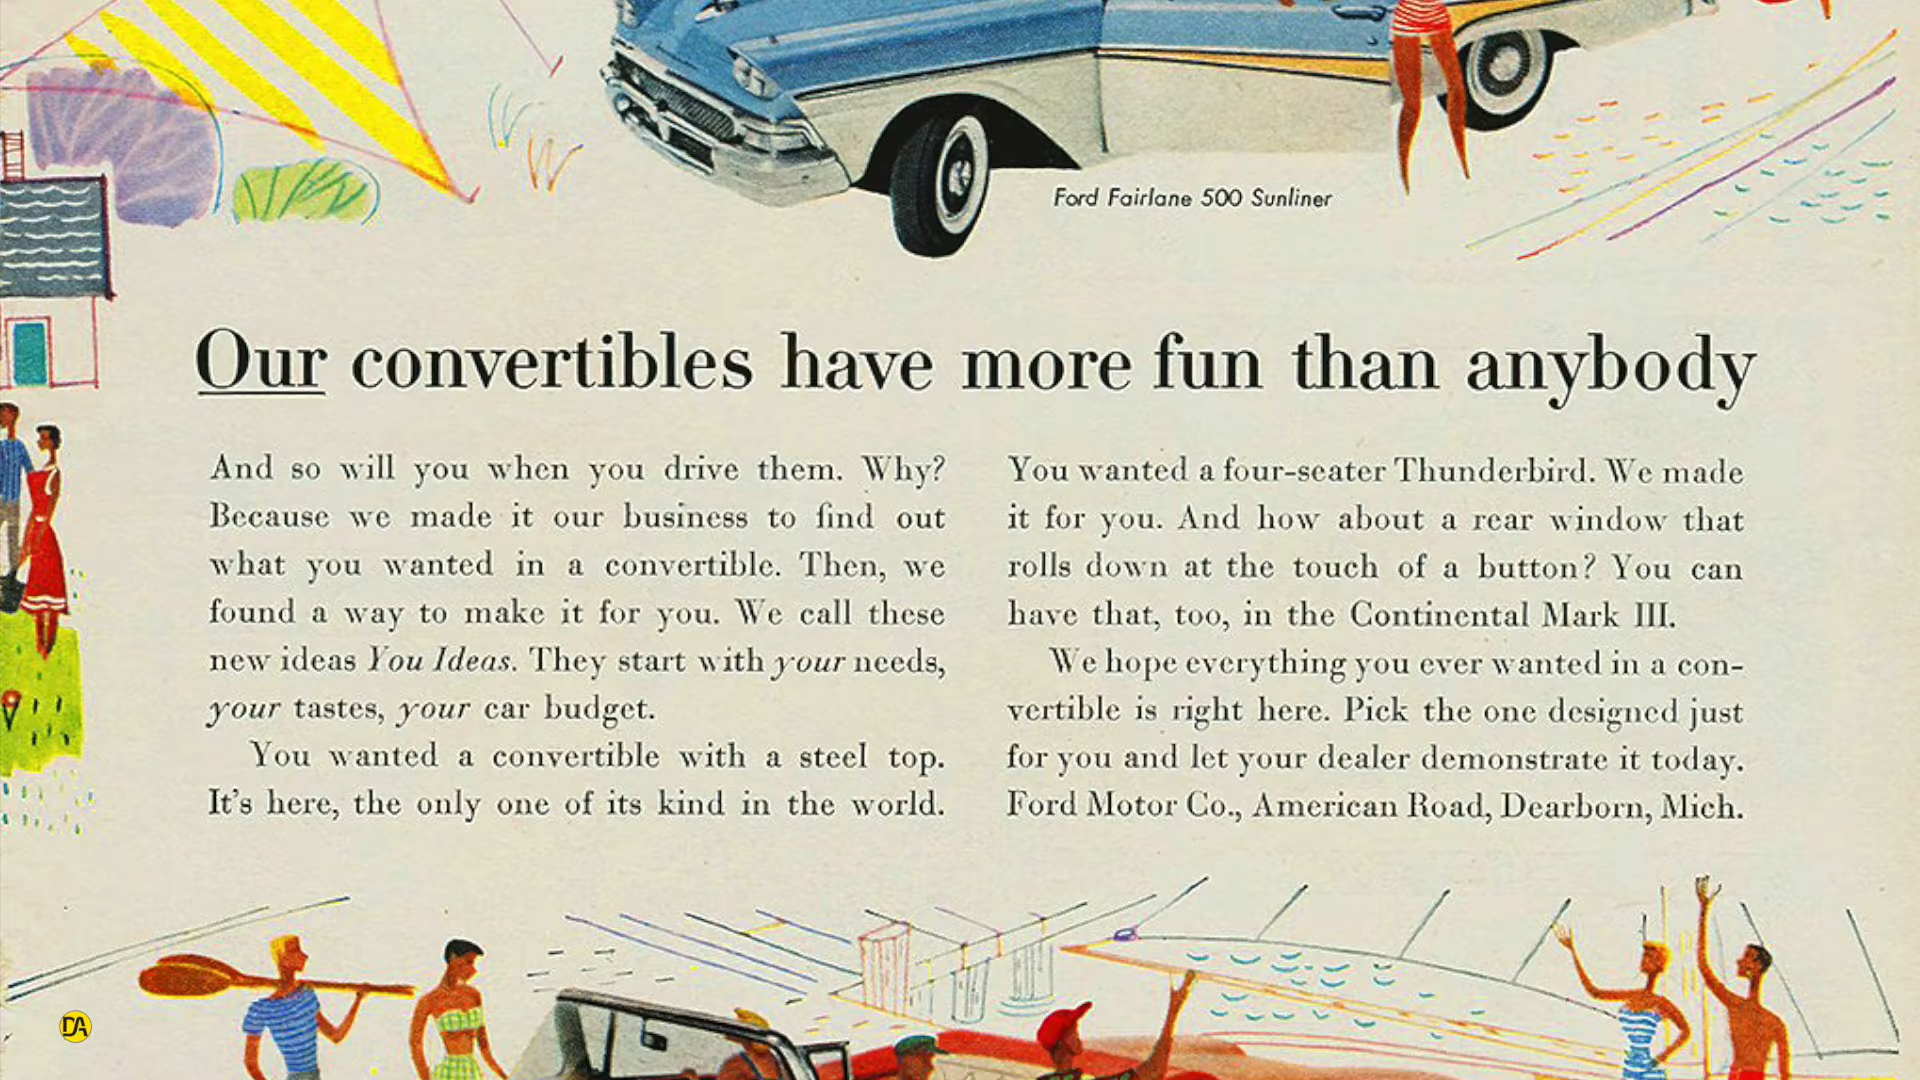 Ford Fairlane 500 Sunliner
Our convertibles have more fun than anybody
And so will you when you drive them. Why?
Because we made it our business to find out
what you wanted in a convertible. Then, we
found a way to make it for you. We call these
new ideas You Ideas. They start with your needs,
your tastes, your car budget.
You wanted a convertible with a steel top.
It's here, the only one of its kind in the world.
You wanted a four-seater Thunderbird. We made
it for you. And how about a rear window that
rolls down at the touch of a button? You can
have that, too, in the Continental Mark III.
We hope everything you ever wanted in a con-
vertible is right here. Pick the one designed just
for you and let your dealer demonstrate it today.
Ford Motor Co., American Road, Dearborn, Mich.
DA